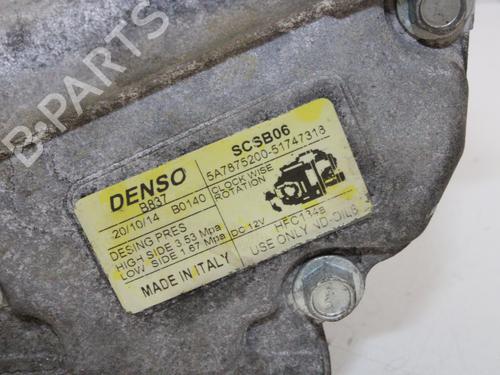 DENSO
SCSB06
5A7875200-51747318
B837
20/10/14 B0140
CLOCK WISE
ROTATION
DESING PRES
HIGH SIDE 3.53 Mpa
LOW SIDE 1.67 Mpa
DC 12V
HFC134a
USE ONLY ND-OIL8
MADE IN ITALY
B-PARTS